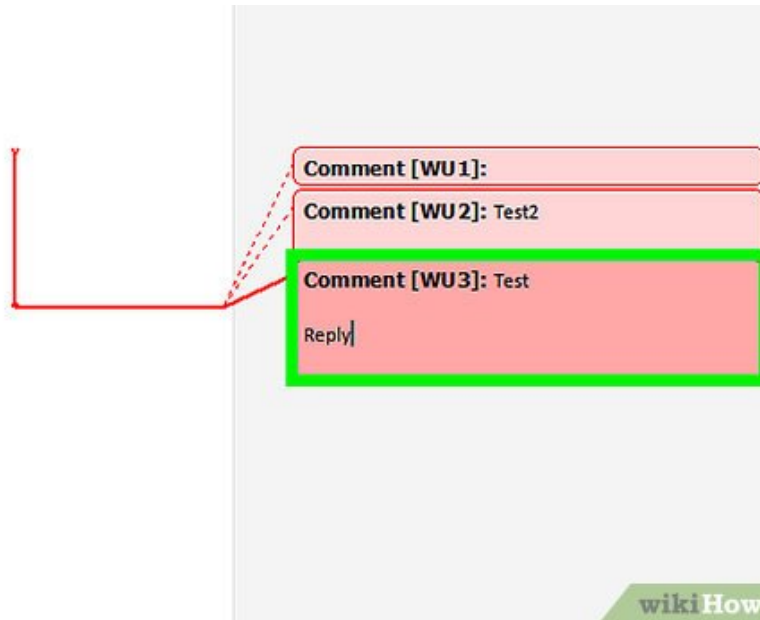 Comment [WU1]:
Comment [WU2]: Test2
Comment [WU3]: Test
Reply
wikiHow